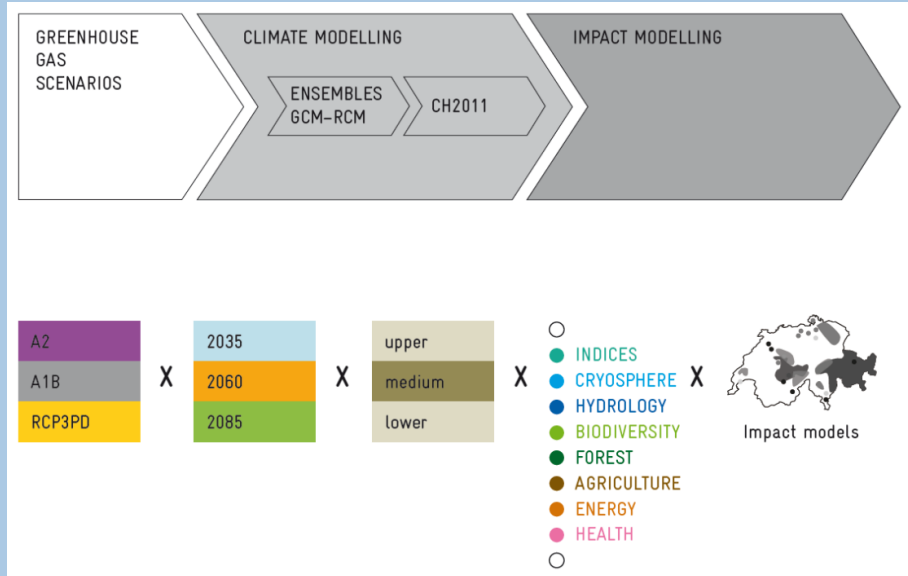 GREENHOUSE
GAS
SCENARIOS
CLIMATE MODELLING
ENSEMBLES
GCM–RCM
CH2011
IMPACT MODELLING
A2
A1B
RCP3PD
X
2035
2060
2085
X
upper
medium
lower
X
INDICES
CRYOSPHERE
HYDROLOGY
BIODIVERSITY
FOREST
AGRICULTURE
ENERGY
HEALTH
X
Impact models